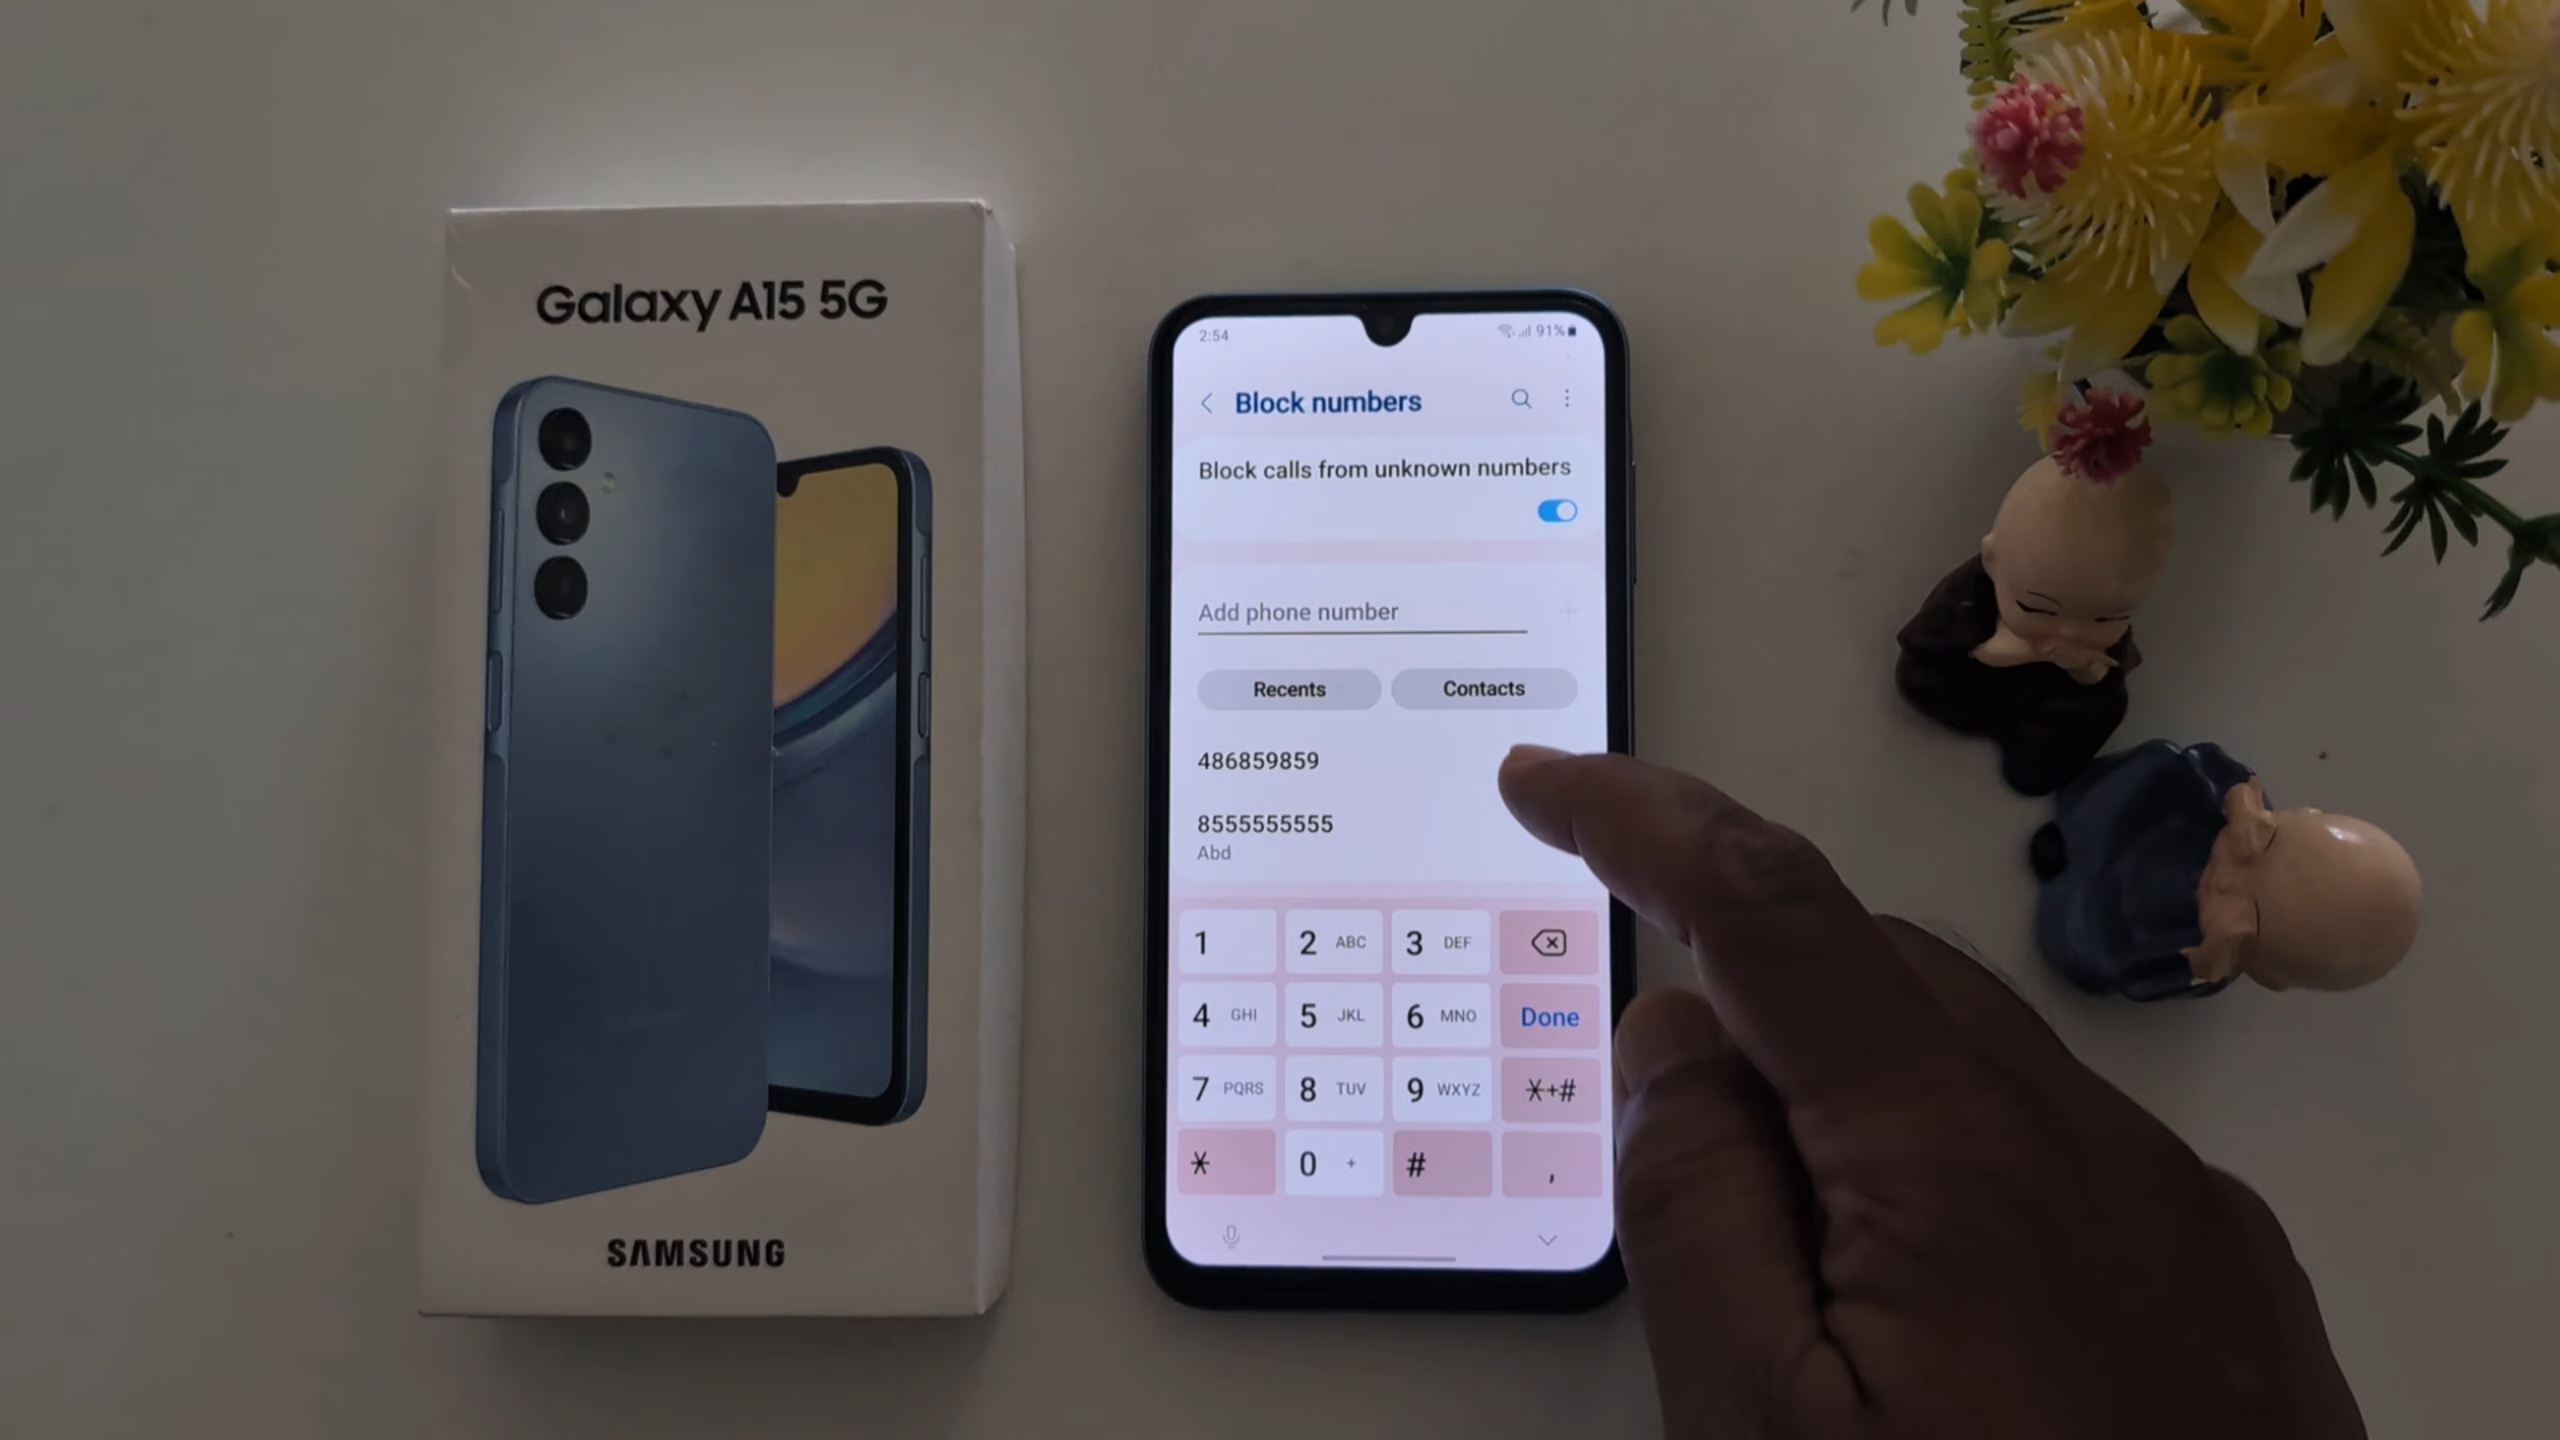 Galaxy A15 5G
SAMSUNG
2:54
91%
Block numbers
Block calls from unknown numbers
Add phone number
Recents
Contacts
486859859
8555555555
Abd
1
2 ABC
3 DEF
4 GHI
5 JKL
6 MNO
Done
7 PQRS
8 TUV
9 WXYZ
*+#
*
0 +
#
,